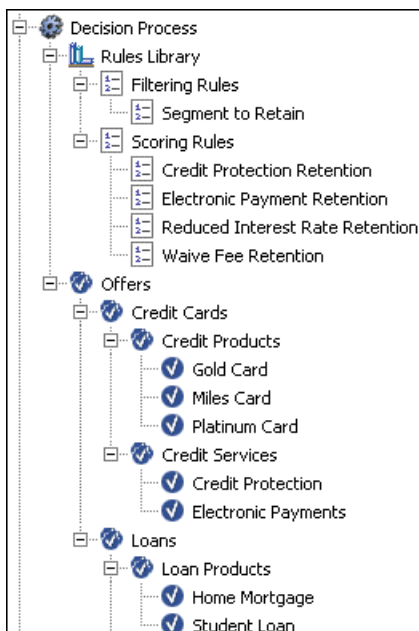 Decision Process
Rules Library
Filtering Rules
Segment to Retain
Scoring Rules
Credit Protection Retention
Electronic Payment Retention
Reduced Interest Rate Retention
Waive Fee Retention
Offers
Credit Cards
Credit Products
Gold Card
Miles Card
Platinum Card
Credit Services
Credit Protection
Electronic Payments
Loans
Loan Products
Home Mortgage
Student Loan